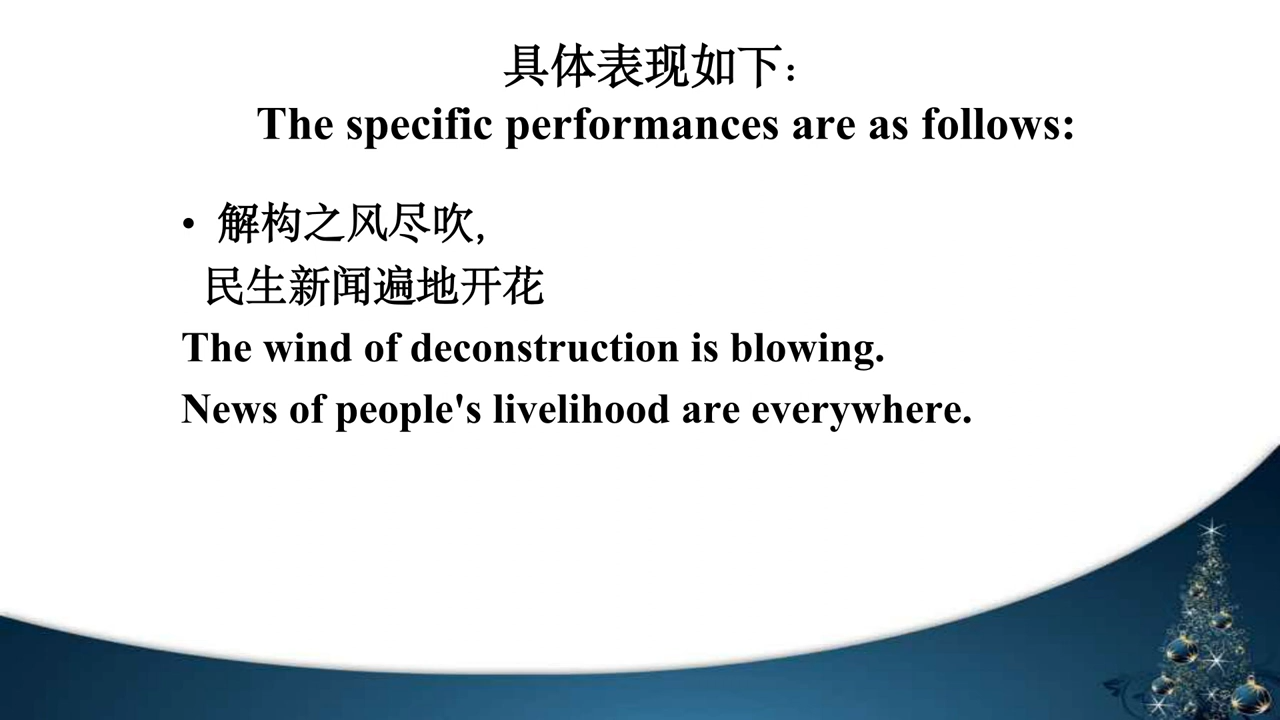 具体表现如下：
The specific performances are as follows:
• 解构之风尽吹，
民生新闻遍地开花
The wind of deconstruction is blowing.
News of people's livelihood are everywhere.